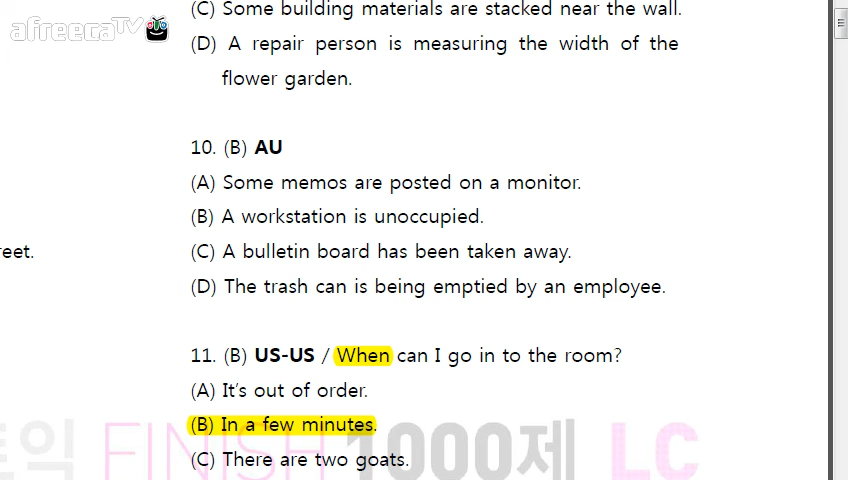 afreecaTV
(C) Some building materials are stacked near the wall.
(D) A repair person is measuring the width of the
flower garden.
10. (B) AU
(A) Some memos are posted on a monitor.
(B) A workstation is unoccupied.
reet.
(C) A bulletin board has been taken away.
(D) The trash can is being emptied by an employee.
11. (B) US-US / When can I go in to the room?
(A) It's out of order.
(B) In a few minutes.
(C) There are two goats.
토익 FINISH 1000제 LC